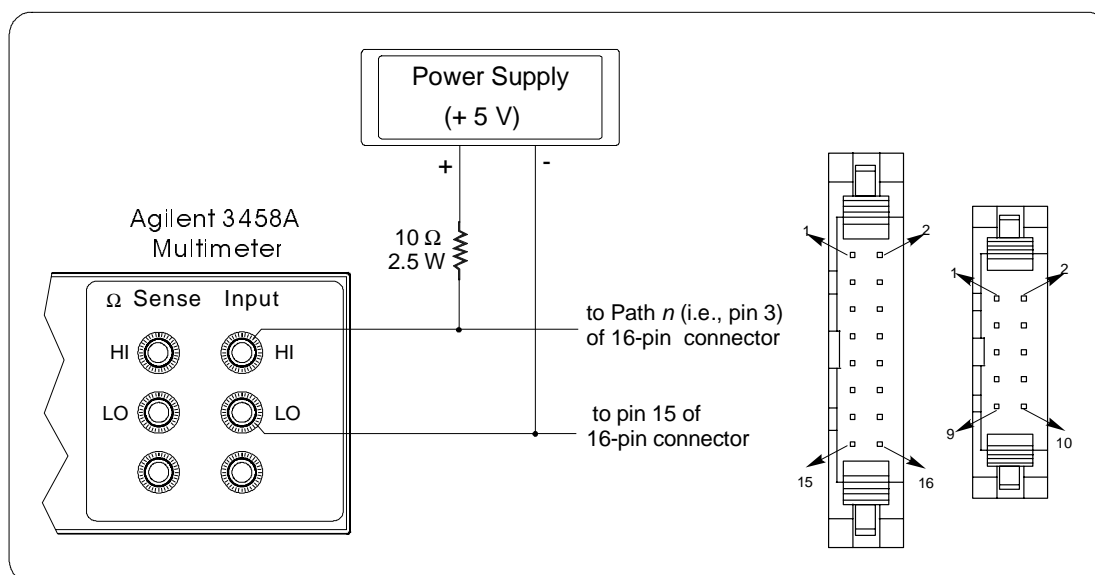 Power Supply
(+ 5 V)
+ -
Agilent 3458A
Multimeter
10 Ω
2.5 W
Ω Sense Input
HI HI
LO LO
to Path n (i.e., pin 3)
of 16-pin connector
to pin 15 of
16-pin connector
1 2
15 16
1 2
9 10